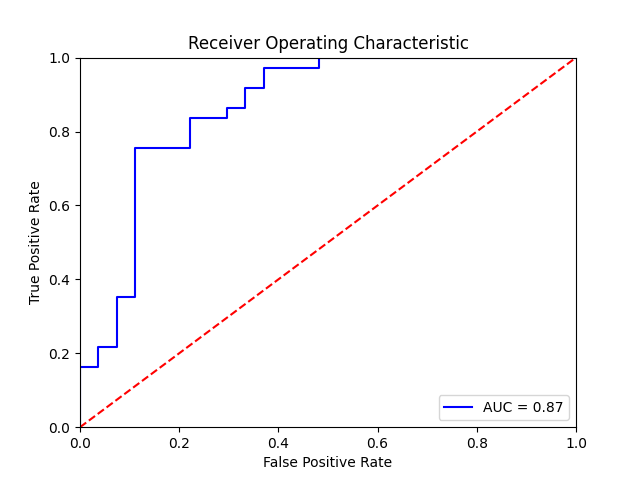 Receiver Operating Characteristic
True Positive Rate
1.0
0.8
0.6
0.4
0.2
0.0
AUC = 0.87
0.0 0.2 0.4 0.6 0.8 1.0
False Positive Rate